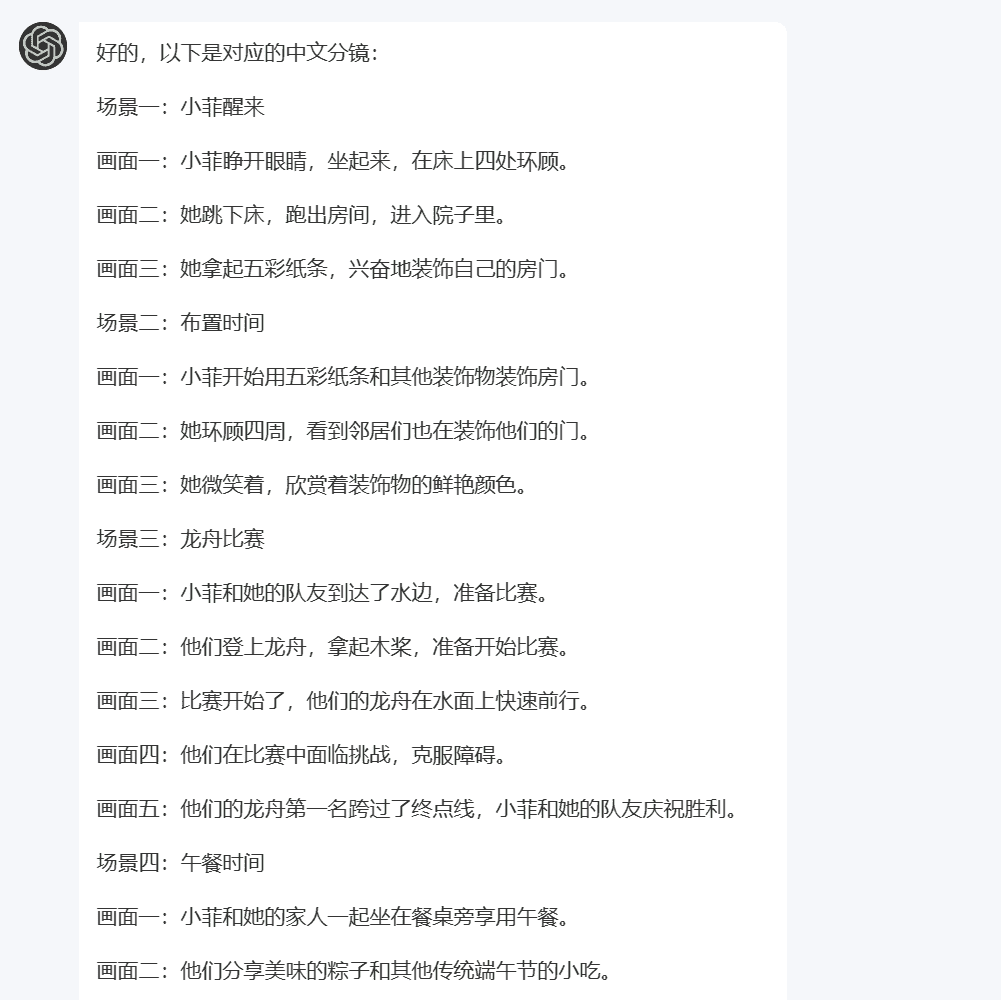 好的，以下是对应的中文分镜：
场景一：小菲醒来
画面一：小菲睁开眼睛，坐起来，在床上四处环顾。
画面二：她跳下床，跑出房间，进入院子里。
画面三：她拿起五彩纸条，兴奋地装饰自己的房门。
场景二：布置时间
画面一：小菲开始用五彩纸条和其他装饰物装饰房门。
画面二：她环顾四周，看到邻居们也在装饰他们的门。
画面三：她微笑着，欣赏着装饰物的鲜艳颜色。
场景三：龙舟比赛
画面一：小菲和她的队友到达了水边，准备比赛。
画面二：他们登上龙舟，拿起木桨，准备开始比赛。
画面三：比赛开始了，他们的龙舟在水面上快速前行。
画面四：他们在比赛中面临挑战，克服障碍。
画面五：他们的龙舟第一名跨过了终点线，小菲和她的队友庆祝胜利。
场景四：午餐时间
画面一：小菲和她的家人一起坐在餐桌旁享用午餐。
画面二：他们分享美味的粽子和其他传统端午节的小吃。